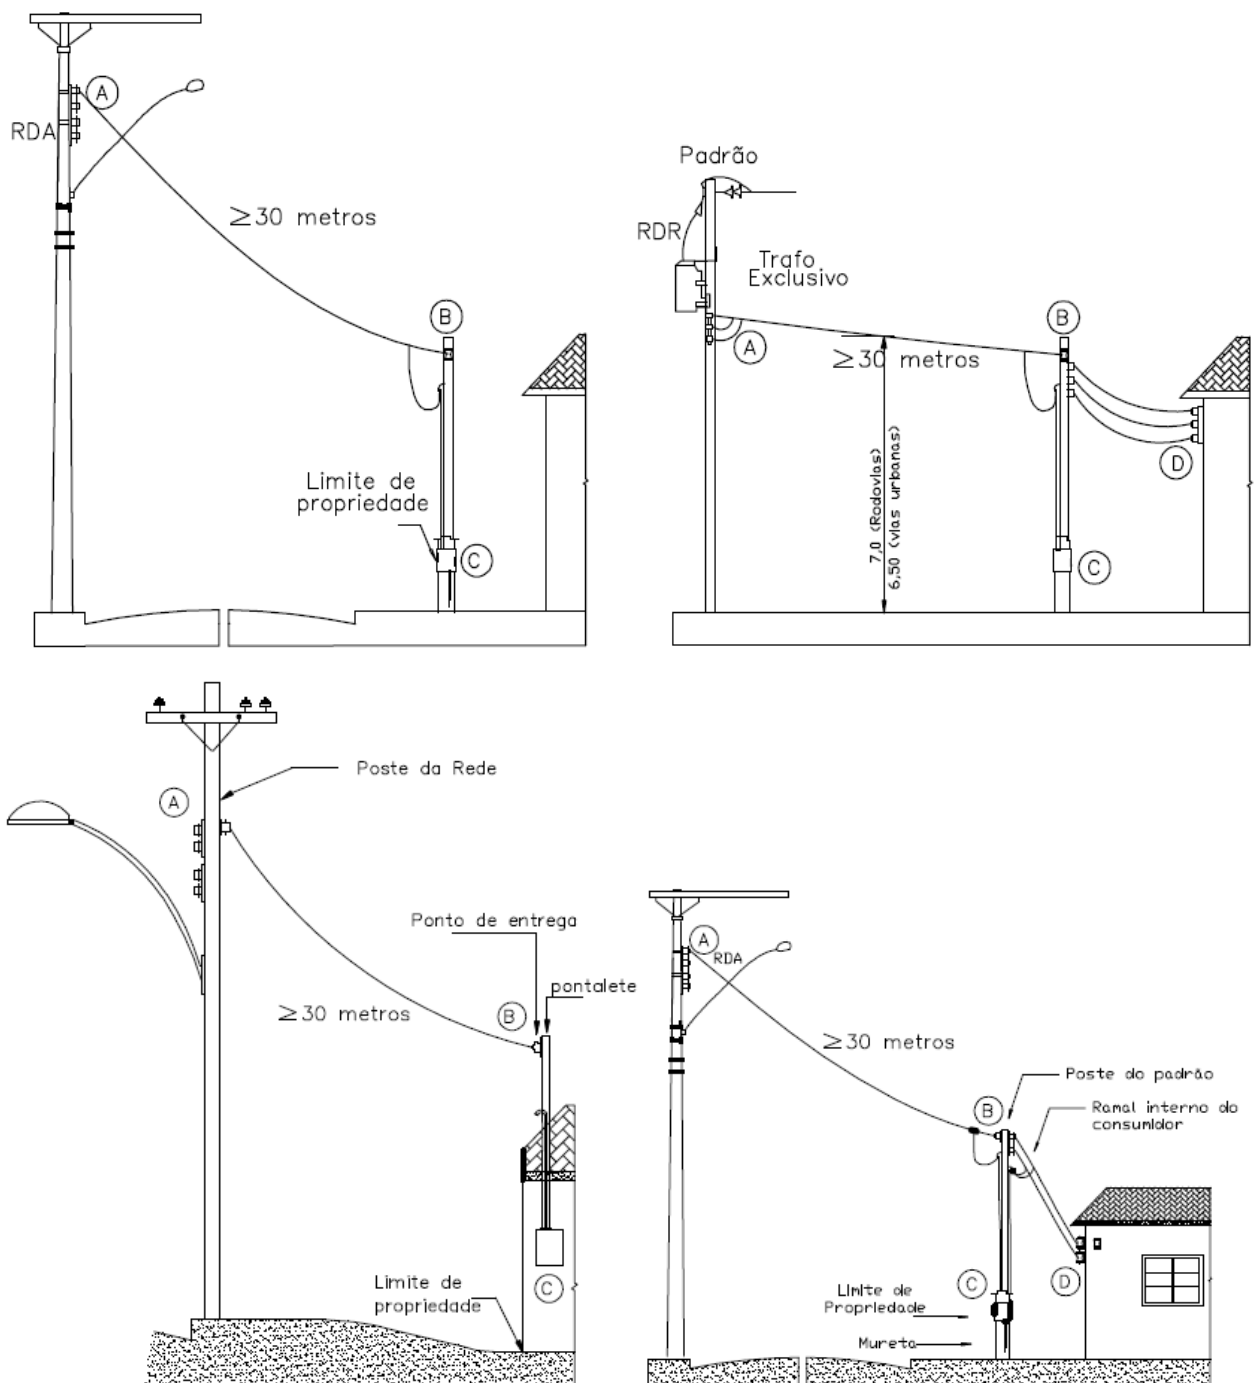 A
RDA
≥30 metros
B
Limite de
propriedade
C
Padrão
RDR
Trafo
Exclusivo
A
B
≥30 metros
7,0 (Rodovias)
6,50 (vias urbanas)
D
C
Poste da Rede
A
Ponto de entrega
pontalete
B
≥30 metros
C
Limite de
propriedade
A
RDA
≥30 metros
Poste do padrão
B
Ramal interno do
consumidor
C
D
Limite de
Propriedade
Mureta